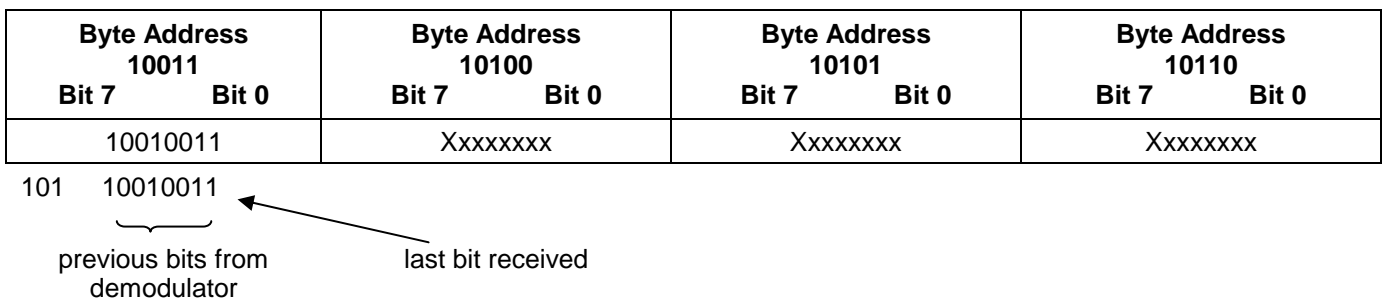 Byte Address Byte Address Byte Address Byte Address
10011 10100 10101 10110
Bit 7 Bit 0 Bit 7 Bit 0 Bit 7 Bit 0 Bit 7 Bit 0
10010011 Xxxxxxxx Xxxxxxxx Xxxxxxxx
101 10010011
previous bits from last bit received
demodulator